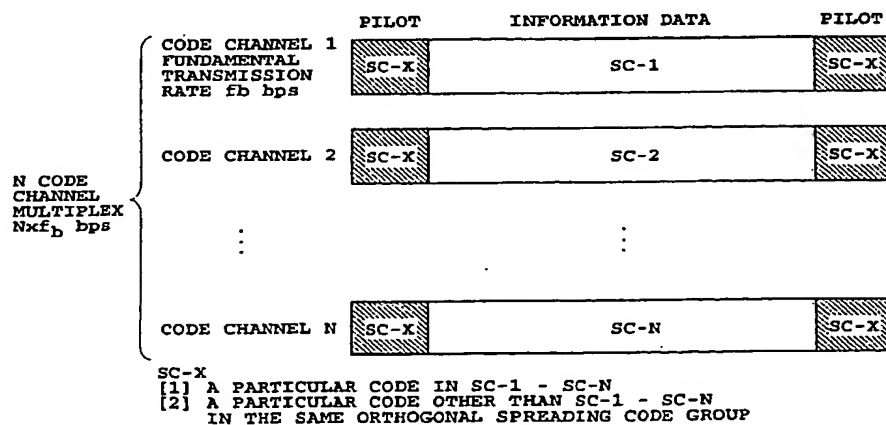 PILOT INFORMATION DATA PILOT
CODE CHANNEL 1
FUNDAMENTAL
TRANSMISSION
RATE fb bps
SC-X SC-1 SC-X
CODE CHANNEL 2 SC-X SC-2 SC-X
N CODE
CHANNEL
MULTIPLEX
Nxfb bps
CODE CHANNEL N SC-X SC-N SC-X
SC-X
[1] A PARTICULAR CODE IN SC-1 - SC-N
[2] A PARTICULAR CODE OTHER THAN SC-1 - SC-N
IN THE SAME ORTHOGONAL SPREADING CODE GROUP